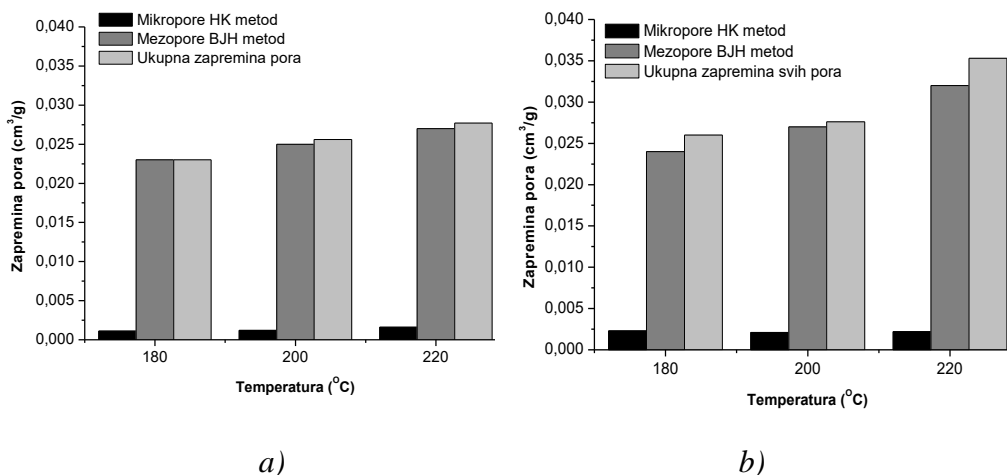 Mikropore HK metod
Mezopore BJH metod
Ukupna zapremina pora
0,040
0,035
0,030
0,025
0,020
0,015
0,010
0,005
0,000
Zapremina pora (cm³/g)
180
200
220
Temperatura (°C)
a)
Mikropore HK metod
Mezopore BJH metod
Ukupna zapremina svih pora
0,040
0,035
0,030
0,025
0,020
0,015
0,010
0,005
0,000
Zapremina pora (cm³/g)
180
200
220
Temperatura (°C)
b)